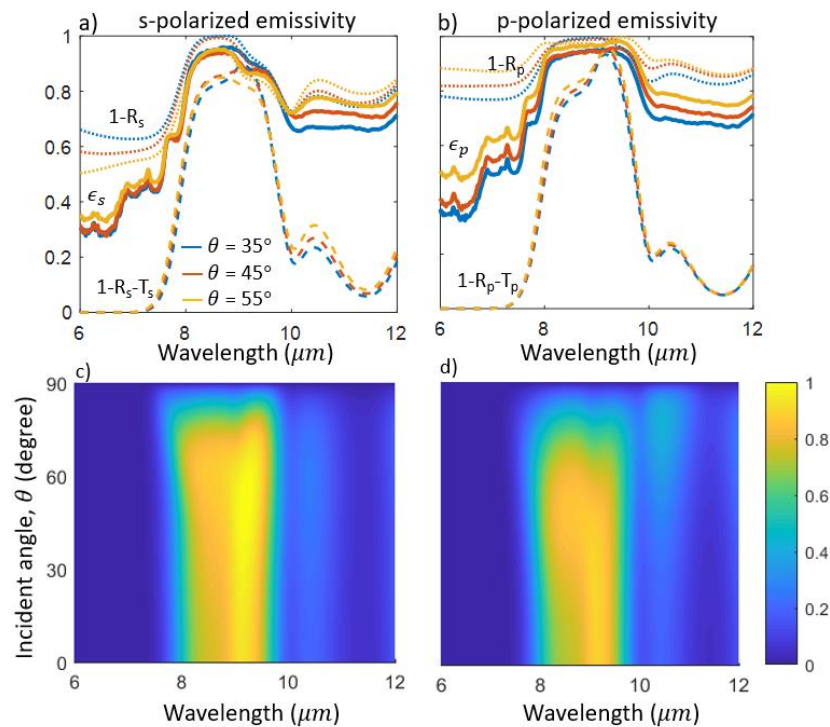 a) s-polarized emissivity
b) p-polarized emissivity
1
0.8
0.6
0.4
0.2
0
1-Rₛ
ϵₛ
1-Rₛ-Tₛ
θ = 35°
θ = 45°
θ = 55°
6 8 10 12
Wavelength (μm)
1-Rₚ
ϵₚ
1-Rₚ-Tₚ
6 8 10 12
Wavelength (μm)
c)
90
60
30
0
Incident angle, θ (degree)
6 8 10 12
Wavelength (μm)
d)
6 8 10 12
Wavelength (μm)
1
0.8
0.6
0.4
0.2
0